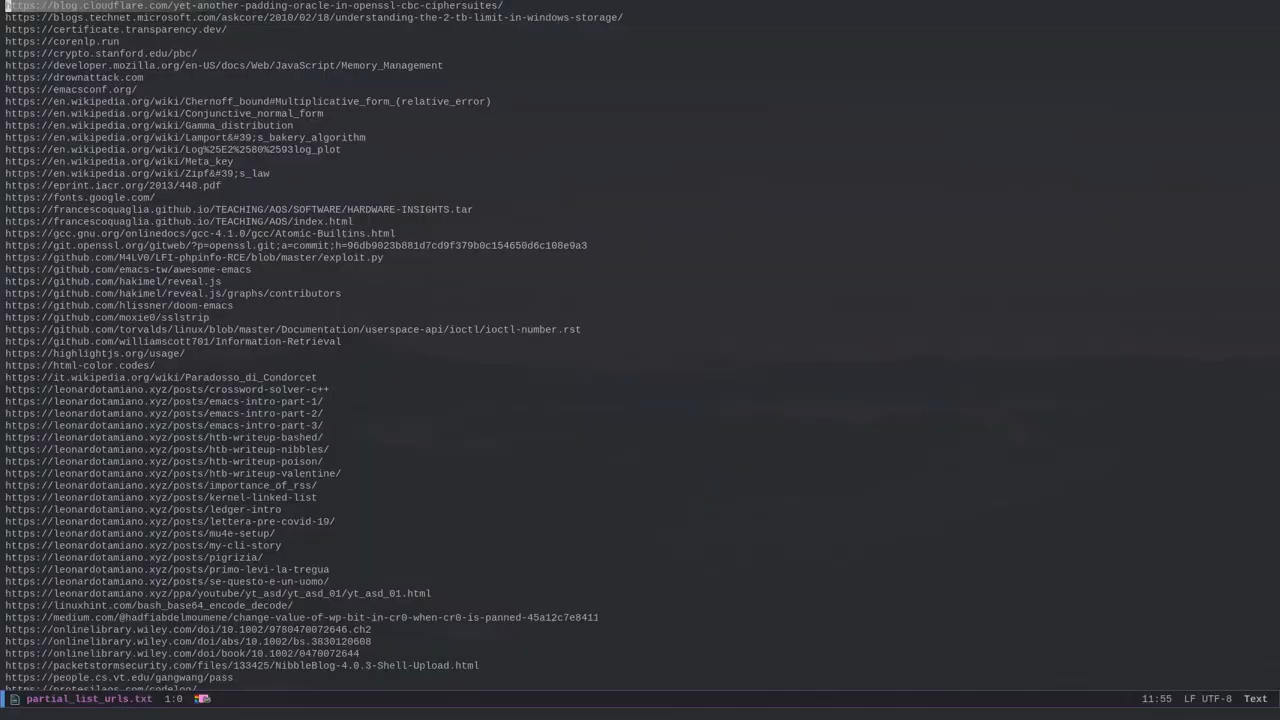 https://blog.cloudflare.com/yet-another-padding-oracle-in-openssl-cbc-ciphersuites/
https://blogs.technet.microsoft.com/askcore/2010/02/18/understanding-the-2-tb-limit-in-windows-storage/
https://certificate.transparency.dev/
https://corenlp.run
https://crypto.stanford.edu/pbc/
https://developer.mozilla.org/en-US/docs/Web/JavaScript/Memory_Management
https://drownattack.com
https://emacsconf.org/
https://en.wikipedia.org/wiki/Chernoff_bound#Multiplicative_form_(relative_error)
https://en.wikipedia.org/wiki/Conjunctive_normal_form
https://en.wikipedia.org/wiki/Gamma_distribution
https://en.wikipedia.org/wiki/Lamport&#39;s_bakery_algorithm
https://en.wikipedia.org/wiki/Log%25E2%2580%2593log_plot
https://en.wikipedia.org/wiki/Meta_key
https://en.wikipedia.org/wiki/Zipf&#39;s_law
https://eprint.iacr.org/2013/448.pdf
https://fonts.google.com/
https://francescoquaglia.github.io/TEACHING/AOS/SOFTWARE/HARDWARE-INSIGHTS.tar
https://francescoquaglia.github.io/TEACHING/AOS/index.html
https://gcc.gnu.org/onlinedocs/gcc-4.1.0/gcc/Atomic-Builtins.html
https://git.openssl.org/gitweb/?p=openssl.git;a=commit;h=96db9023b881d7cd9f379b0c154650d6c108e9a3
https://github.com/M4LV0/LFI-phpinfo-RCE/blob/master/exploit.py
https://github.com/emacs-tw/awesome-emacs
https://github.com/hakimel/reveal.js
https://github.com/hakimel/reveal.js/graphs/contributors
https://github.com/hlissner/doom-emacs
https://github.com/moxie0/sslstrip
https://github.com/torvalds/linux/blob/master/Documentation/userspace-api/ioctl/ioctl-number.rst
https://github.com/williamscott701/Information-Retrieval
https://highlightjs.org/usage/
https://html-color.codes/
https://it.wikipedia.org/wiki/Paradosso_di_Condorcet
https://leonardotamiano.xyz/posts/crossword-solver-c++
https://leonardotamiano.xyz/posts/emacs-intro-part-1/
https://leonardotamiano.xyz/posts/emacs-intro-part-2/
https://leonardotamiano.xyz/posts/emacs-intro-part-3/
https://leonardotamiano.xyz/posts/htb-writeup-bashed/
https://leonardotamiano.xyz/posts/htb-writeup-nibbles/
https://leonardotamiano.xyz/posts/htb-writeup-poison/
https://leonardotamiano.xyz/posts/htb-writeup-valentine/
https://leonardotamiano.xyz/posts/importance_of_rss/
https://leonardotamiano.xyz/posts/kernel-linked-list
https://leonardotamiano.xyz/posts/ledger-intro
https://leonardotamiano.xyz/posts/lettera-pre-covid-19/
https://leonardotamiano.xyz/posts/mu4e-setup/
https://leonardotamiano.xyz/posts/my-cli-story
https://leonardotamiano.xyz/posts/pigrizia/
https://leonardotamiano.xyz/posts/primo-levi-la-tregua
https://leonardotamiano.xyz/posts/se-questo-e-un-uomo/
https://leonardotamiano.xyz/ppa/youtube/yt_asd/yt_asd_01/yt_asd_01.html
https://linuxhint.com/bash_base64_encode_decode/
https://medium.com/@hadfiabdelmoumene/change-value-of-wp-bit-in-cr0-when-cr0-is-panned-45a12c7e8411
https://onlinelibrary.wiley.com/doi/10.1002/9780470072646.ch2
https://onlinelibrary.wiley.com/doi/abs/10.1002/bs.3830120608
https://onlinelibrary.wiley.com/doi/book/10.1002/0470072644
https://packetstormsecurity.com/files/133425/NibbleBlog-4.0.3-Shell-Upload.html
https://people.cs.vt.edu/gangwang/pass
https://protesilaos.com/codelog/
partial_list_urls.txt 1:0 11:55 LF UTF-8 Text